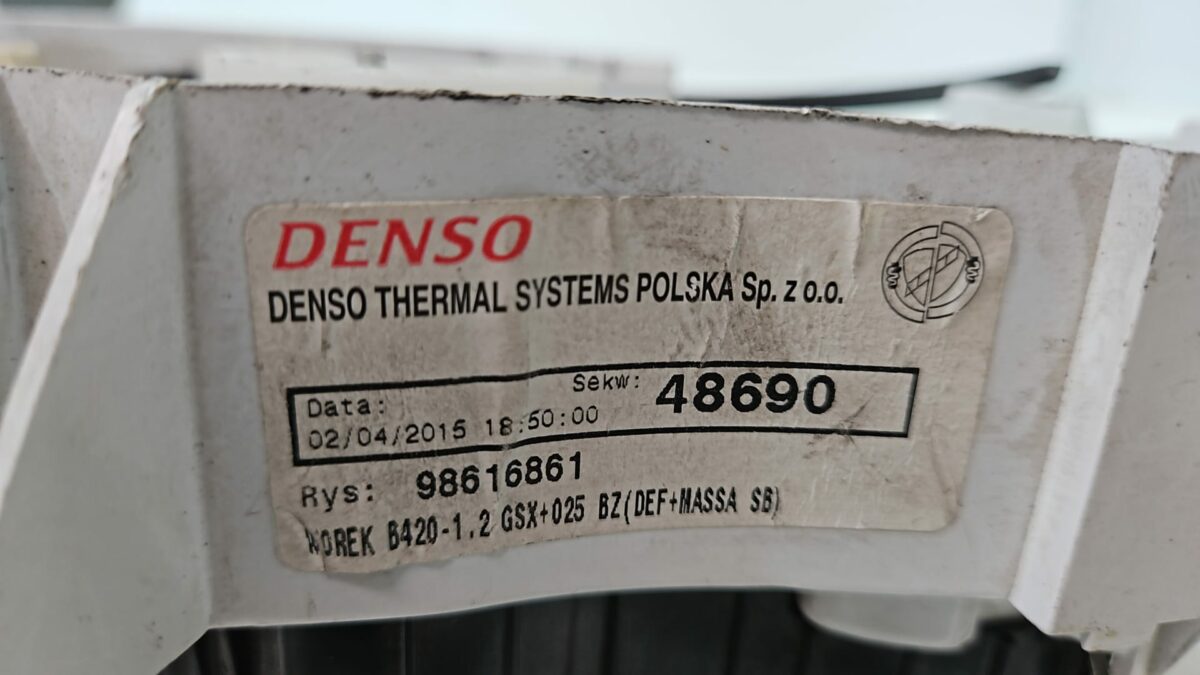 DENSO
DENSO THERMAL SYSTEMS POLSKA Sp. z o.o.
Data: Sekw: 48690
02/04/2015 18:50:00
Rys: 98616861
WOREK B420-1.2 GSX+025 BZ(DEF+MASSA SB)